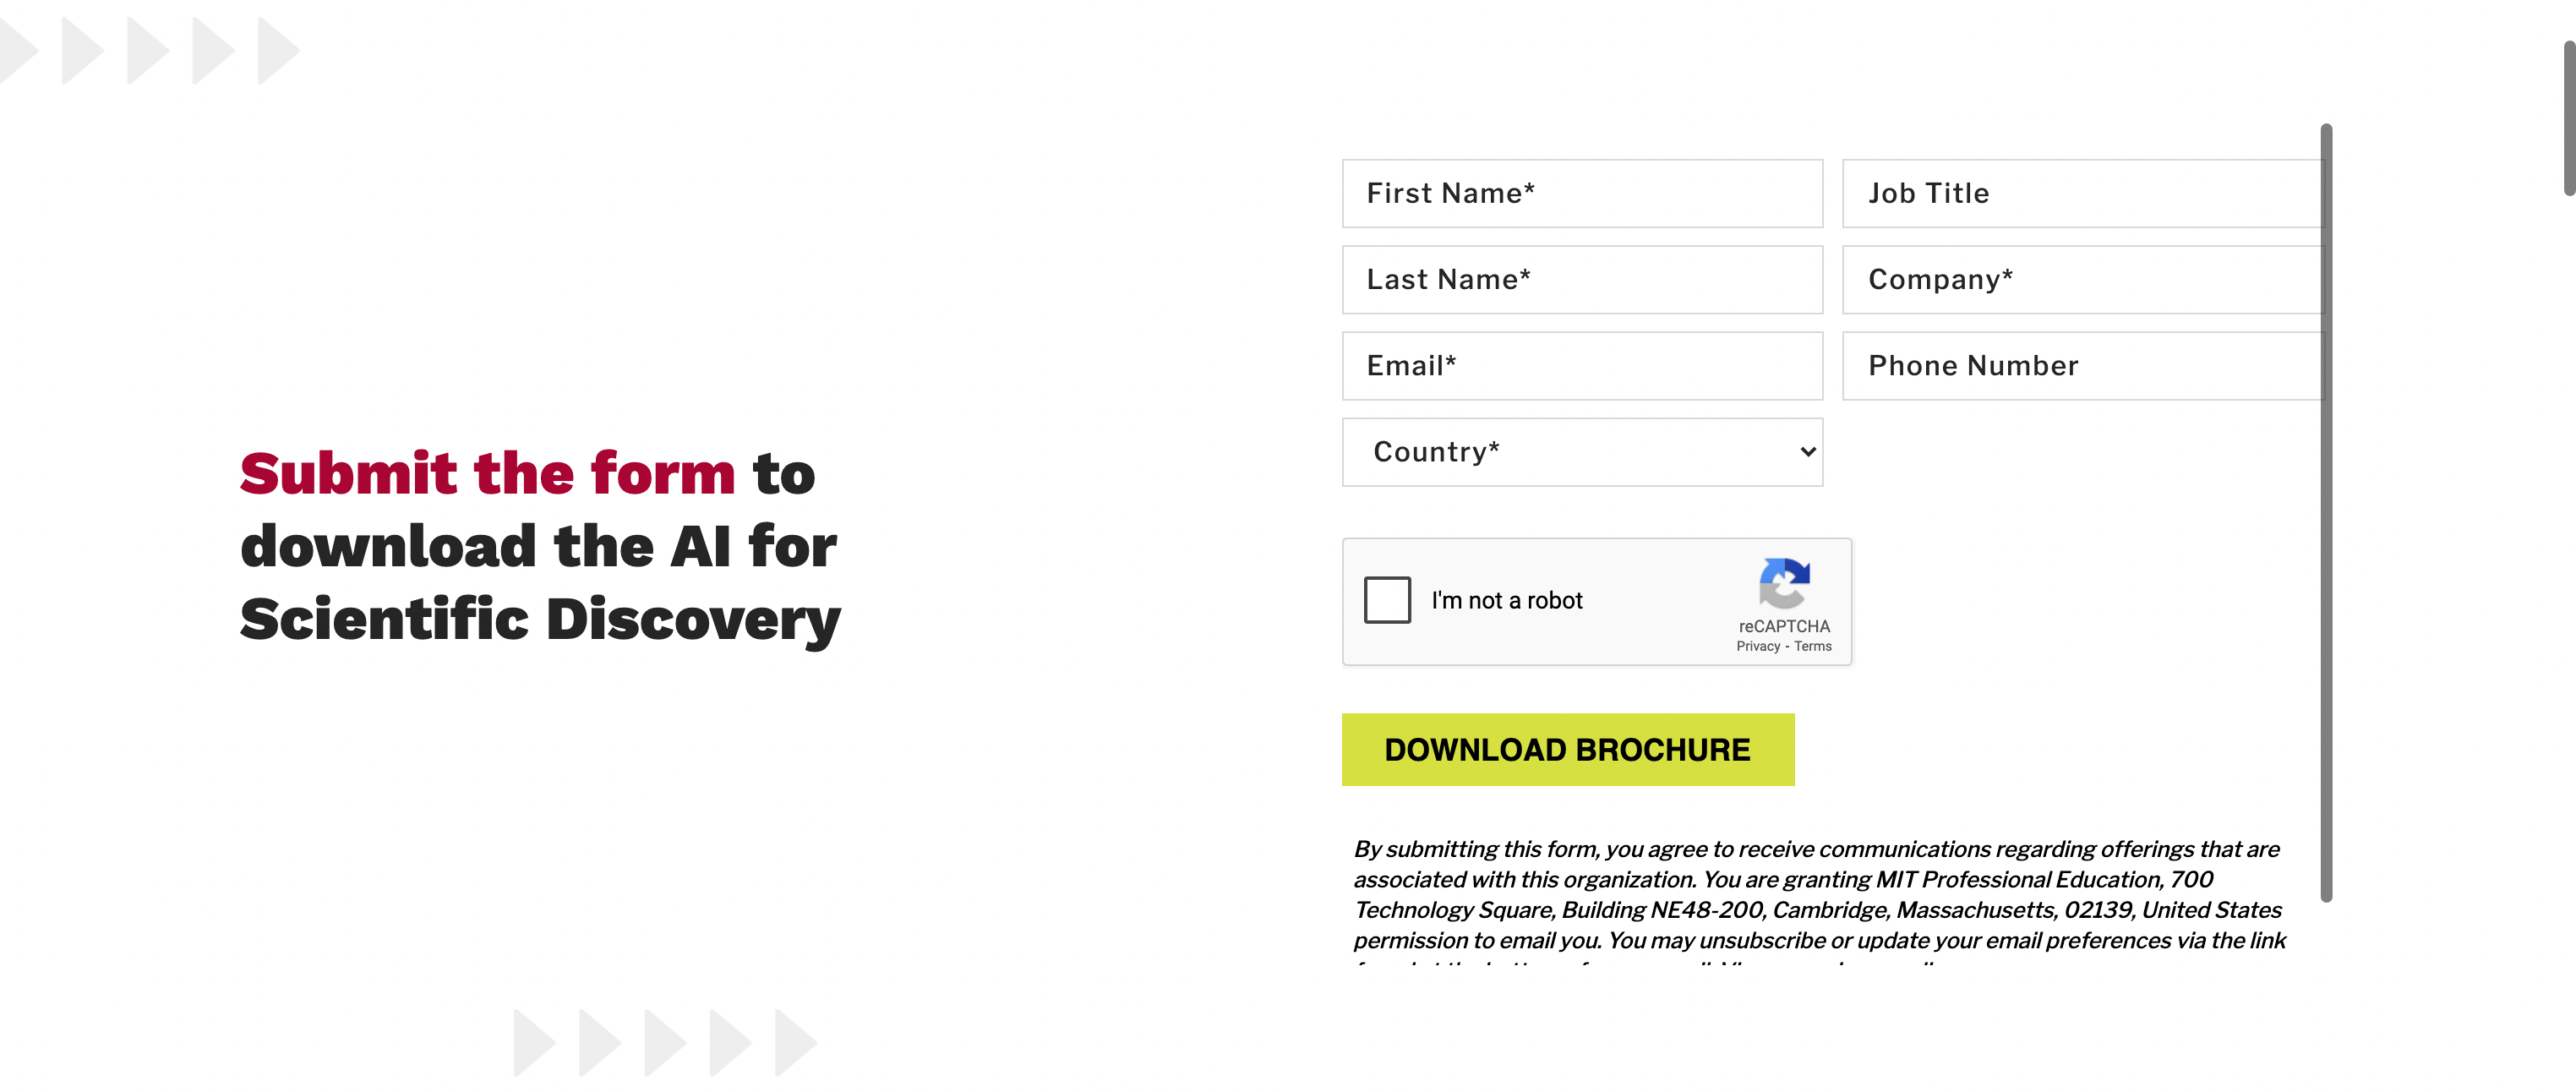 Submit the form to
download the AI for
Scientific Discovery
First Name*
Job Title
Last Name*
Company*
Email*
Phone Number
Country*
I'm not a robot
reCAPTCHA
Privacy - Terms
DOWNLOAD BROCHURE
By submitting this form, you agree to receive communications regarding offerings that are
associated with this organization. You are granting MIT Professional Education, 700
Technology Square, Building NE48-200, Cambridge, Massachusetts, 02139, United States
permission to email you. You may unsubscribe or update your email preferences via the link